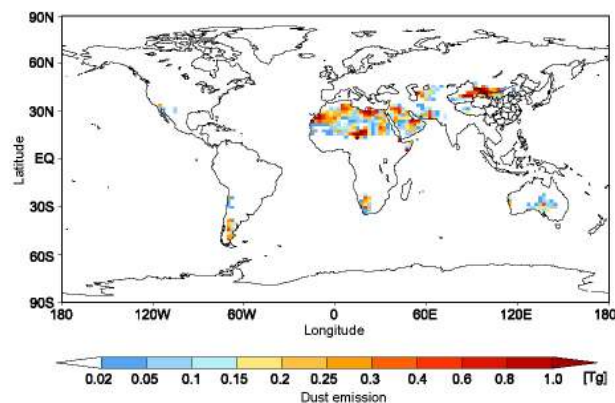 90N
60N
30N
EQ
30S
60S
90S
Latitude
180 120W 60W 0 60E 120E 180
Longitude
0.02 0.05 0.1 0.15 0.2 0.25 0.3 0.4 0.6 0.8 1.0 [Tg]
Dust emission